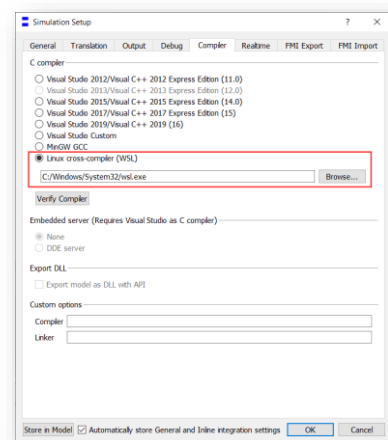 Simulation Setup ? ×
General Translation Output Debug Compiler Realtime FMI Export FMI Import
C compiler
Visual Studio 2012/Visual C++ 2012 Express Edition (11.0)
Visual Studio 2013/Visual C++ 2013 Express Edition (12.0)
Visual Studio 2015/Visual C++ 2015 Express Edition (14.0)
Visual Studio 2017/Visual C++ 2017 Express Edition (15)
Visual Studio 2019/Visual C++ 2019 (16)
Visual Studio Custom
MinGW GCC
Linux cross-compiler (WSL)
C:/Windows/System32/wsl.exe Browse...
Verify Compiler
Embedded server (Requires Visual Studio as C compiler)
None
DDE server
Export DLL
Export model as DLL with API
Custom options
Compiler
Linker
Store in Model Automatically store General and Inline integration settings OK Cancel